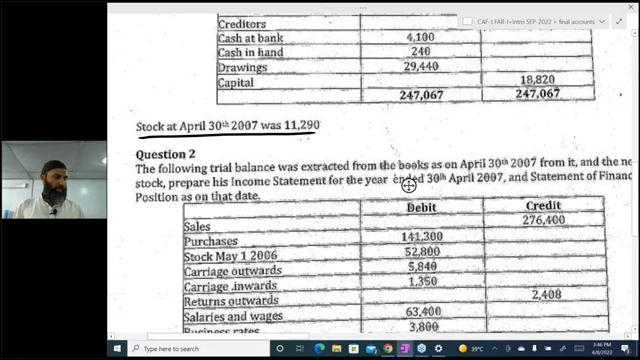 CAF-1 FAR-I+Intro SEP-2022 > final accounts
Creditors
Cash at bank 4,100
Cash in hand 240
Drawings 29,440
Capital 18,820
247,067 247,067
Stock at April 30th 2007 was 11,290
Question 2
The following trial balance was extracted from the books as on April 30th 2007 from it, and the ne
stock, prepare his Income Statement for the year ended 30th April 2007, and Statement of Financ
Position as on that date.
Debit Credit
Sales 276,400
Purchases 141,300
Stock May 1 2006 52,800
Carriage outwards 5,840
Carriage inwards 1,350
Returns outwards 2,408
Salaries and wages 63,400
Business rates 3,800
Type here to search
39°C
3:46 PM
4/8/2022